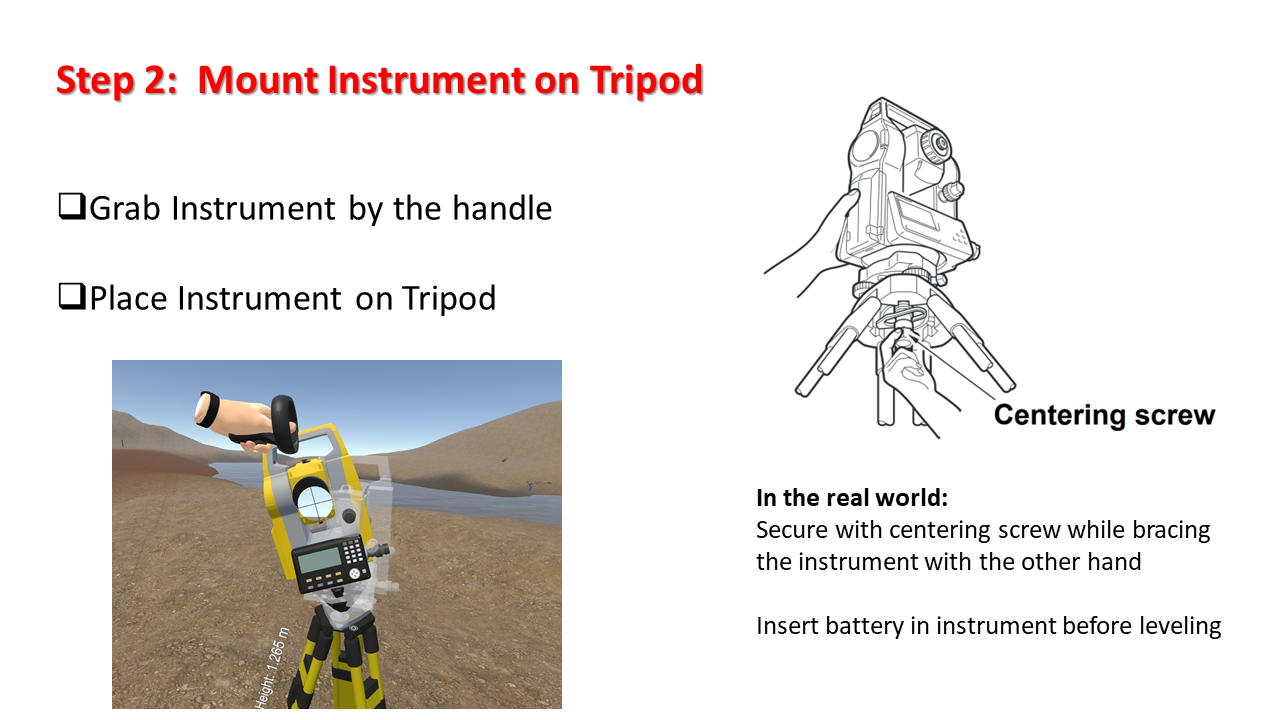 Step 2: Mount Instrument on Tripod
❑Grab Instrument by the handle
❑Place Instrument on Tripod
Height: 1.265 m
Centering screw
In the real world:
Secure with centering screw while bracing
the instrument with the other hand
Insert battery in instrument before leveling